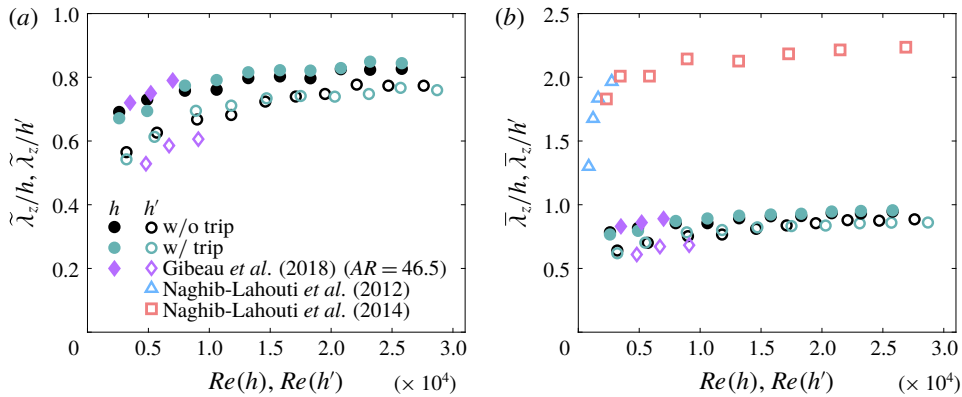 (a)
1.0
0.8
0.6
0.4
0.2
0
0.5
1.0
1.5
2.0
2.5
3.0
λ̃z/h, λ̃z/h′
Re(h), Re(h′)
(× 10⁴)
h h′
w/o trip
w/ trip
Gibeau et al. (2018) (AR = 46.5)
Naghib-Lahouti et al. (2012)
Naghib-Lahouti et al. (2014)
(b)
2.5
2.0
1.5
1.0
0.5
0
0.5
1.0
1.5
2.0
2.5
3.0
λ̄z/h, λ̄z/h′
Re(h), Re(h′)
(× 10⁴)